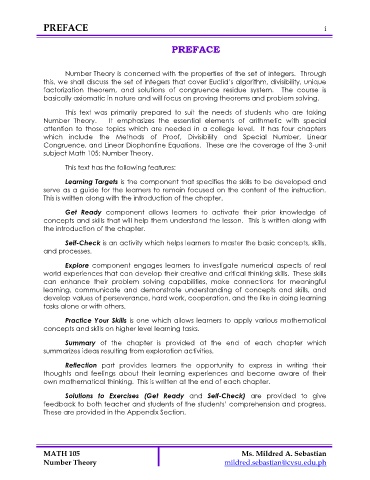 PREFACE i
PREFACE
Number Theory is concerned with the properties of the set of integers. Through
this, we shall discuss the set of integers that cover Euclid's algorithm, divisibility, unique
factorization theorem, and solutions of congruence residue system. The course is
basically axiomatic in nature and will focus on proving theorems and problem solving.
This text was primarily prepared to suit the needs of students who are taking
Number Theory. It emphasizes the essential elements of arithmetic with special
attention to those topics which are needed in a college level. It has four chapters
which include the Methods of Proof, Divisibility and Special Number, Linear
Congruence, and Linear Diophantine Equations. These are the coverage of the 3-unit
subject Math 105: Number Theory.
This text has the following features:
Learning Targets is the component that specifies the skills to be developed and
serve as a guide for the learners to remain focused on the content of the instruction.
This is written along with the introduction of the chapter.
Get Ready component allows learners to activate their prior knowledge of
concepts and skills that will help them understand the lesson. This is written along with
the introduction of the chapter.
Self-Check is an activity which helps learners to master the basic concepts, skills,
and processes.
Explore component engages learners to investigate numerical aspects of real
world experiences that can develop their creative and critical thinking skills. These skills
can enhance their problem solving capabilities, make connections for meaningful
learning, communicate and demonstrate understanding of concepts and skills, and
develop values of perseverance, hard work, cooperation, and the like in doing learning
tasks alone or with others.
Practice Your Skills is one which allows learners to apply various mathematical
concepts and skills on higher level learning tasks.
Summary of the chapter is provided at the end of each chapter which
summarizes ideas resulting from exploration activities.
Reflection part provides learners the opportunity to express in writing their
thoughts and feelings about their learning experiences and become aware of their
own mathematical thinking. This is written at the end of each chapter.
Solutions to Exercises (Get Ready and Self-Check) are provided to give
feedback to both teacher and students of the students' comprehension and progress.
These are provided in the Appendix Section.
MATH 105 Ms. Mildred A. Sebastian
Number Theory mildred.sebastian@cvsu.edu.ph